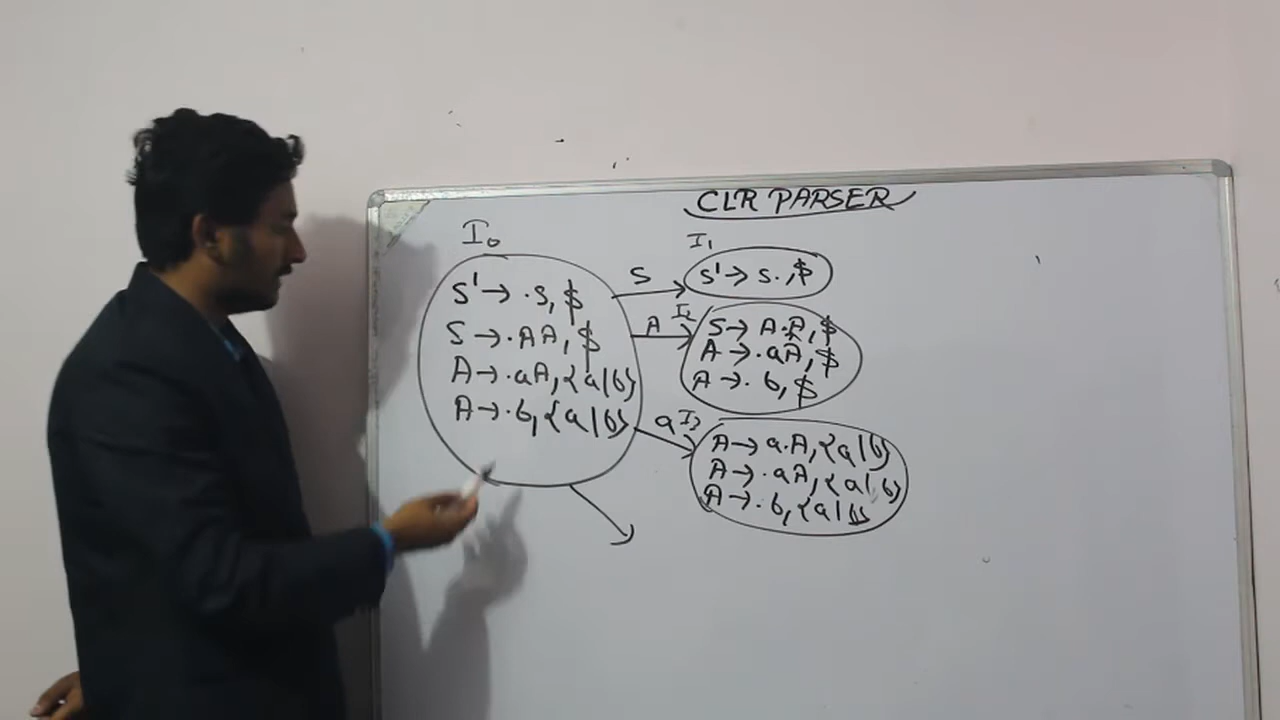 CLR PARSER
I₀
S' → .S, $
S → .AA, $
A → .aA, {a|b}
A → .b, {a|b}
S
I₁
S' → S., $
A
I₂
S → A.A, $
A → .aA, $
A → .b, $
a
I₃
A → a.A, {a|b}
A → .aA, {a|b}
A → .b, {a|b}